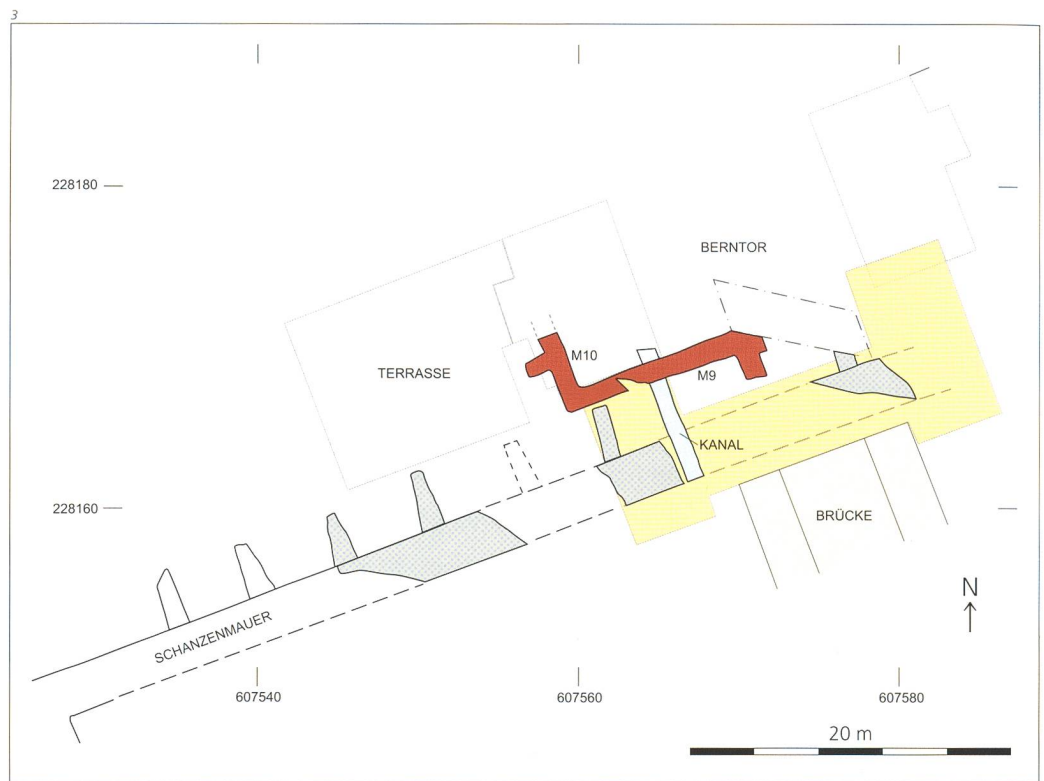 3
228180
BERNTOR
M10
TERRASSE
M9
KANAL
228160
BRÜCKE
N
SCHANZENMAUER
607540
607560
607580
20 m